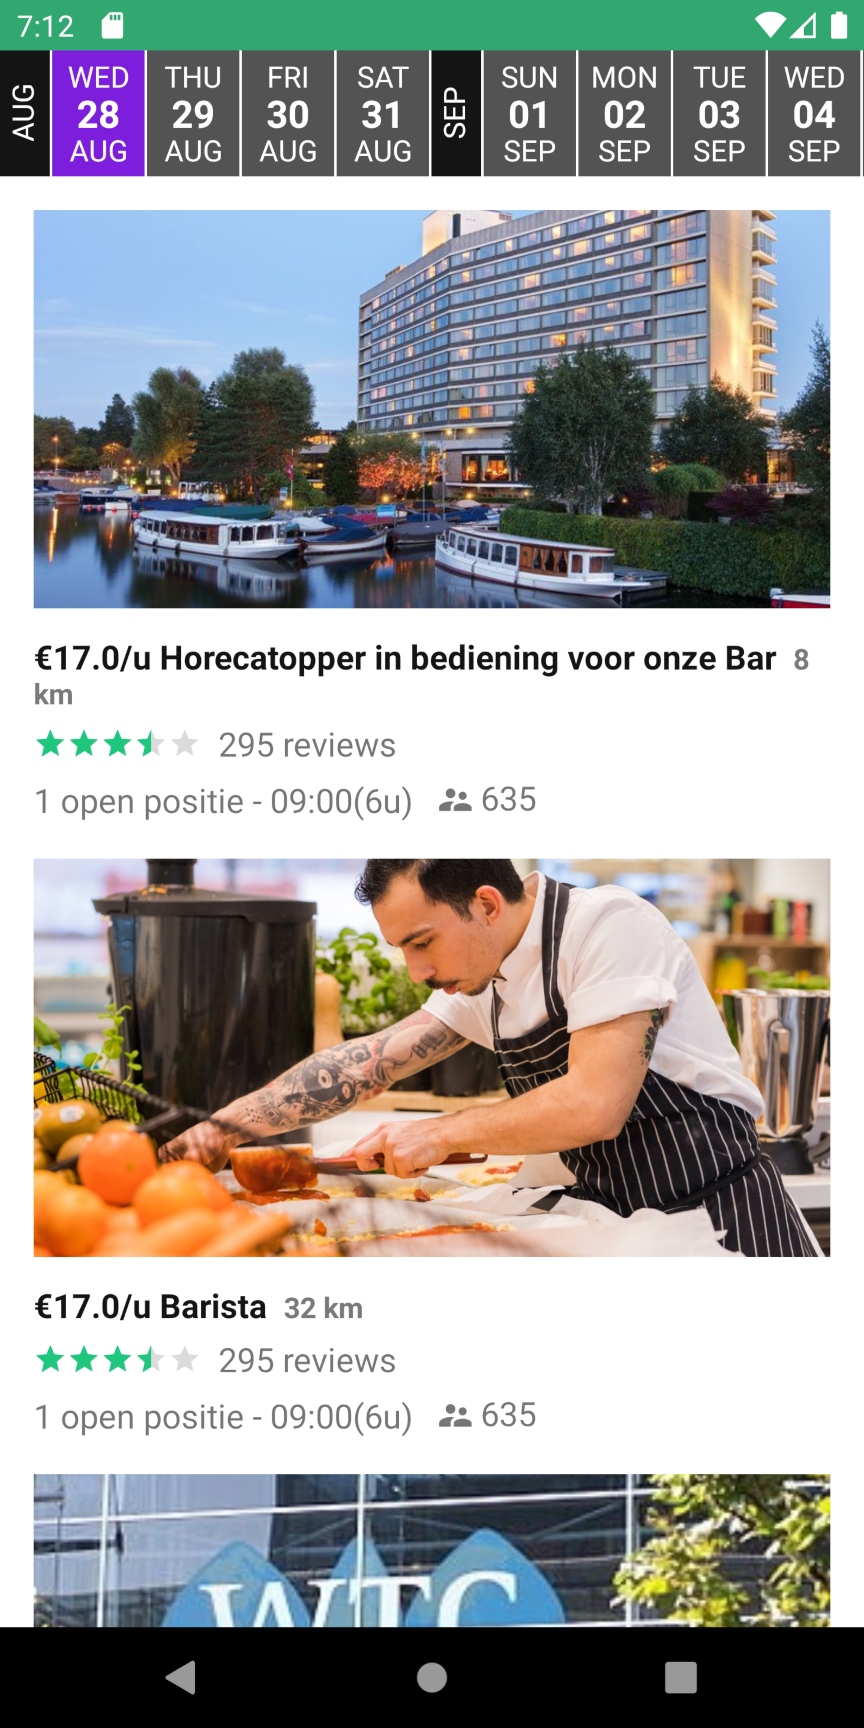 7:12
AUG
WED
28
AUG
THU
29
AUG
FRI
30
AUG
SAT
31
AUG
SEP
SUN
01
SEP
MON
02
SEP
TUE
03
SEP
WED
04
SEP
€17.0/u Horecatopper in bediening voor onze Bar 8
km
295 reviews
1 open positie - 09:00(6u) 635
€17.0/u Barista 32 km
295 reviews
1 open positie - 09:00(6u) 635
WTC